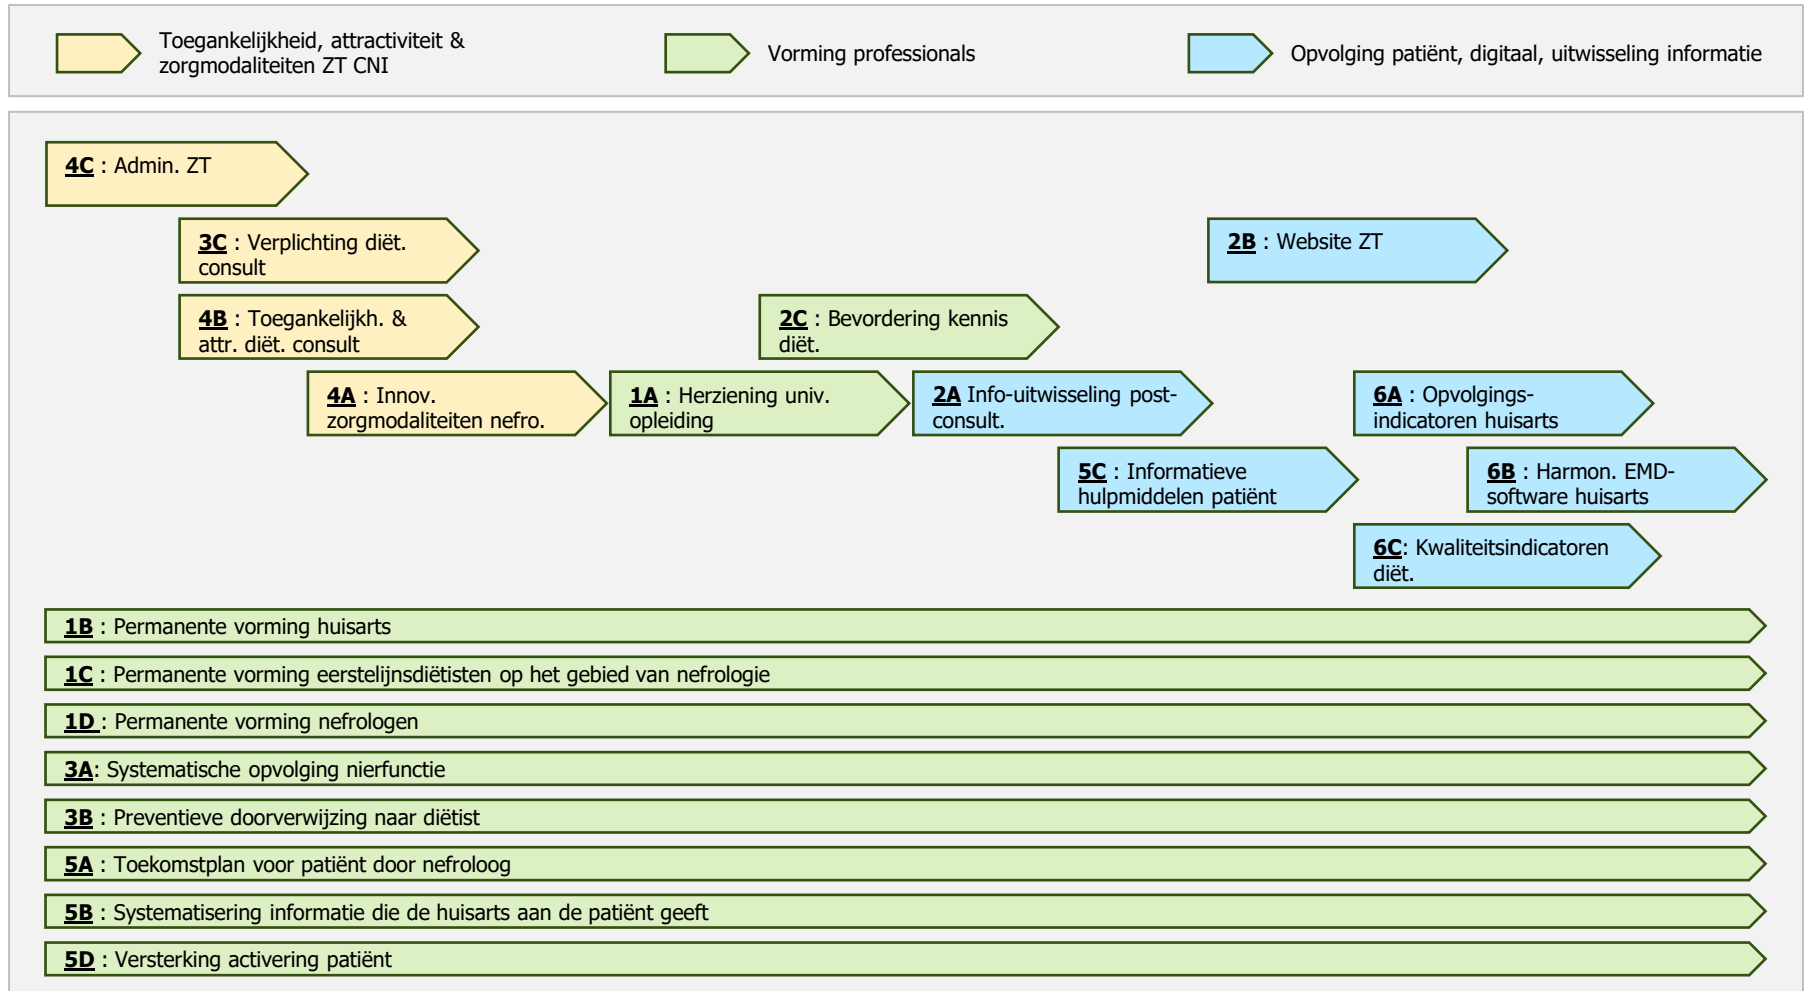 Toegankelijkheid, attractiviteit &
zorgmodaliteiten ZT CNI
Vorming professionals
Opvolging patiënt, digitaal, uitwisseling informatie
4C : Admin. ZT
3C : Verplichting diët.
consult
2B : Website ZT
4B : Toegankelijkh. &
attr. diët. consult
2C : Bevordering kennis
diët.
4A : Innov.
zorgmodaliteiten nefro.
1A : Herziening univ.
opleiding
2A Info-uitwisseling post-
consult.
6A : Opvolgings-
indicatoren huisarts
5C : Informatieve
hulpmiddelen patiënt
6B : Harmon. EMD-
software huisarts
6C: Kwaliteitsindicatoren
diët.
1B : Permanente vorming huisarts
1C : Permanente vorming eerstelijnsdiëtisten op het gebied van nefrologie
1D : Permanente vorming nefrologen
3A: Systematische opvolging nierfunctie
3B : Preventieve doorverwijzing naar diëtist
5A : Toekomstplan voor patiënt door nefroloog
5B : Systematisering informatie die de huisarts aan de patiënt geeft
5D : Versterking activering patiënt